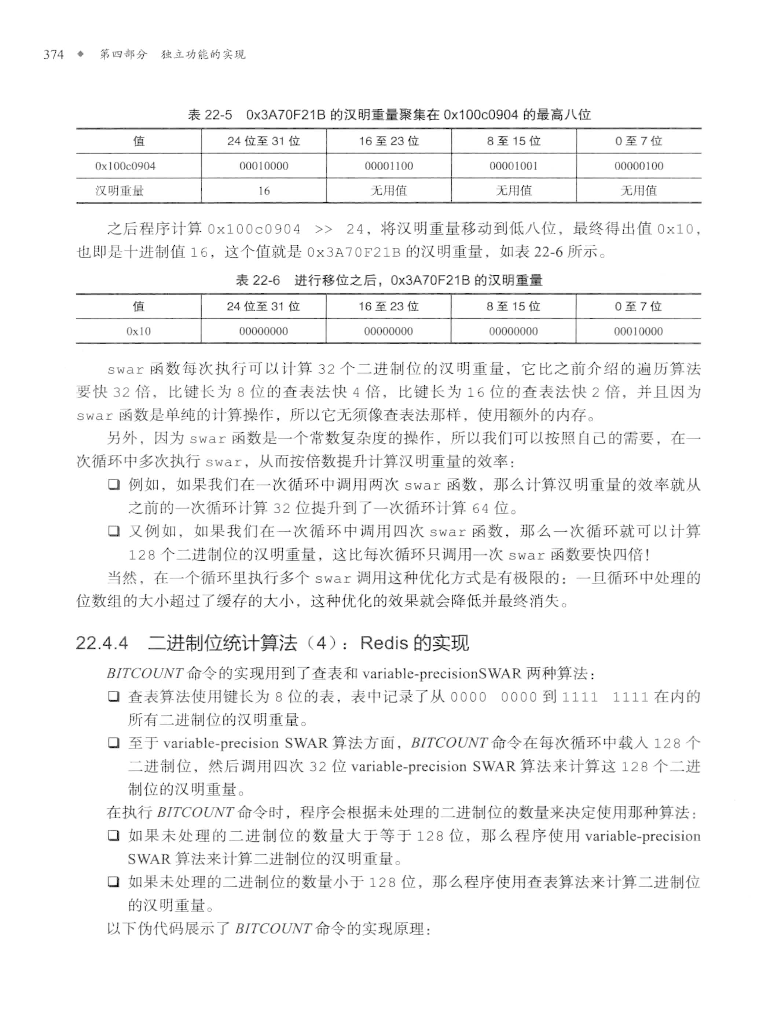 374 ◆ 第四部分 独立功能的实现
表 22-5 0x3A70F21B 的汉明重量聚集在 0x100c0904 的最高八位
值 24 位至 31 位 16 至 23 位 8 至 15 位 0 至 7 位
0x100c0904 00010000 00001100 00001001 00000100
汉明重量 16 无用值 无用值 无用值
之后程序计算 0x100c0904 >> 24，将汉明重量移动到低八位，最终得出值 0x10，
也即是十进制值 16，这个值就是 0x3A70F21B 的汉明重量，如表 22-6 所示。
表 22-6 进行移位之后，0x3A70F21B 的汉明重量
值 24 位至 31 位 16 至 23 位 8 至 15 位 0 至 7 位
0x10 00000000 00000000 00000000 00010000
swar 函数每次执行可以计算 32 个二进制位的汉明重量，它比之前介绍的遍历算法
要快 32 倍，比键长为 8 位的查表法快 4 倍，比键长为 16 位的查表法快 2 倍，并且因为
swar 函数是单纯的计算操作，所以它无须像查表法那样，使用额外的内存。
另外，因为 swar 函数是一个常数复杂度的操作，所以我们可以按照自己的需要，在一
次循环中多次执行 swar，从而按倍数提升计算汉明重量的效率：
❑ 例如，如果我们在一次循环中调用两次 swar 函数，那么计算汉明重量的效率就从
之前的一次循环计算 32 位提升到了一次循环计算 64 位。
❑ 又例如，如果我们在一次循环中调用四次 swar 函数，那么一次循环就可以计算
128 个二进制位的汉明重量，这比每次循环只调用一次 swar 函数要快四倍！
当然，在一个循环里执行多个 swar 调用这种优化方式是有极限的：一旦循环中处理的
位数组的大小超过了缓存的大小，这种优化的效果就会降低并最终消失。
22.4.4 二进制位统计算法（4）：Redis 的实现
BITCOUNT 命令的实现用到了查表和 variable-precisionSWAR 两种算法：
❑ 查表算法使用键长为 8 位的表，表中记录了从 0000 0000 到 1111 1111 在内的
所有二进制位的汉明重量。
❑ 至于 variable-precision SWAR 算法方面，BITCOUNT 命令在每次循环中载入 128 个
二进制位，然后调用四次 32 位 variable-precision SWAR 算法来计算这 128 个二进
制位的汉明重量。
在执行 BITCOUNT 命令时，程序会根据未处理的二进制位的数量来决定使用那种算法：
❑ 如果未处理的二进制位的数量大于等于 128 位，那么程序使用 variable-precision
SWAR 算法来计算二进制位的汉明重量。
❑ 如果未处理的二进制位的数量小于 128 位，那么程序使用查表算法来计算二进制位
的汉明重量。
以下伪代码展示了 BITCOUNT 命令的实现原理：